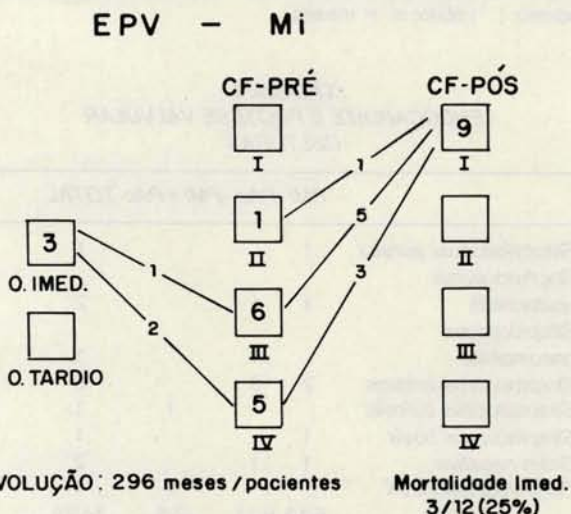 EPV - Mi
CF-PRÉ CF-PÓS
9
I I
1
1
5
II II
3
3
O. IMED.
1
6
2
III III
O. TARDIO
5
IV IV
VOLUÇÃO: 296 meses/pacientes
Mortalidade Imed.
3/12 (25%)